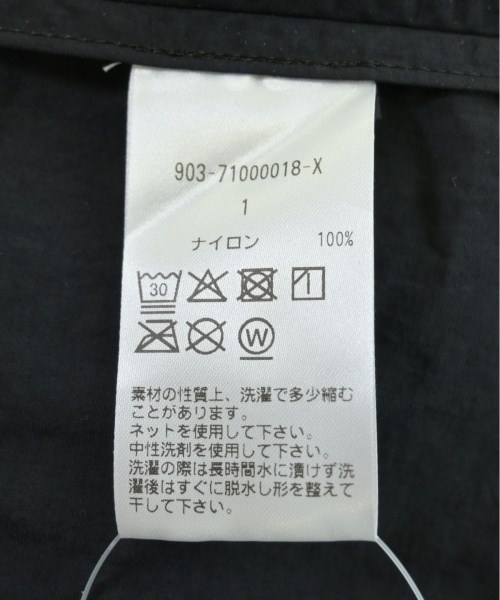 903-71000018-X
1
ナイロン 100%
30
W
素材の性質上、洗濯で多少縮む
ことがあります。
ネットを使用して下さい。
中性洗剤を使用して下さい。
洗濯の際は長時間水に漬けず洗
濯後はすぐに脱水し形を整えて
干して下さい。